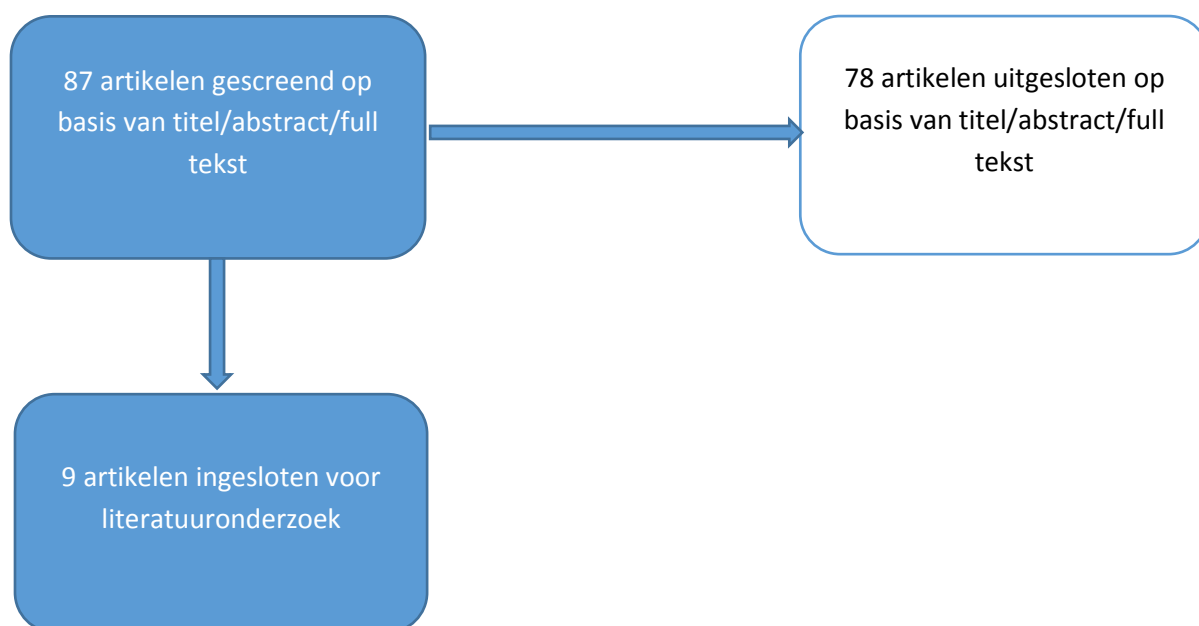 87 artikelen gescreend op
basis van titel/abstract/full
tekst
78 artikelen uitgesloten op
basis van titel/abstract/full
tekst
9 artikelen ingesloten voor
literatuuronderzoek